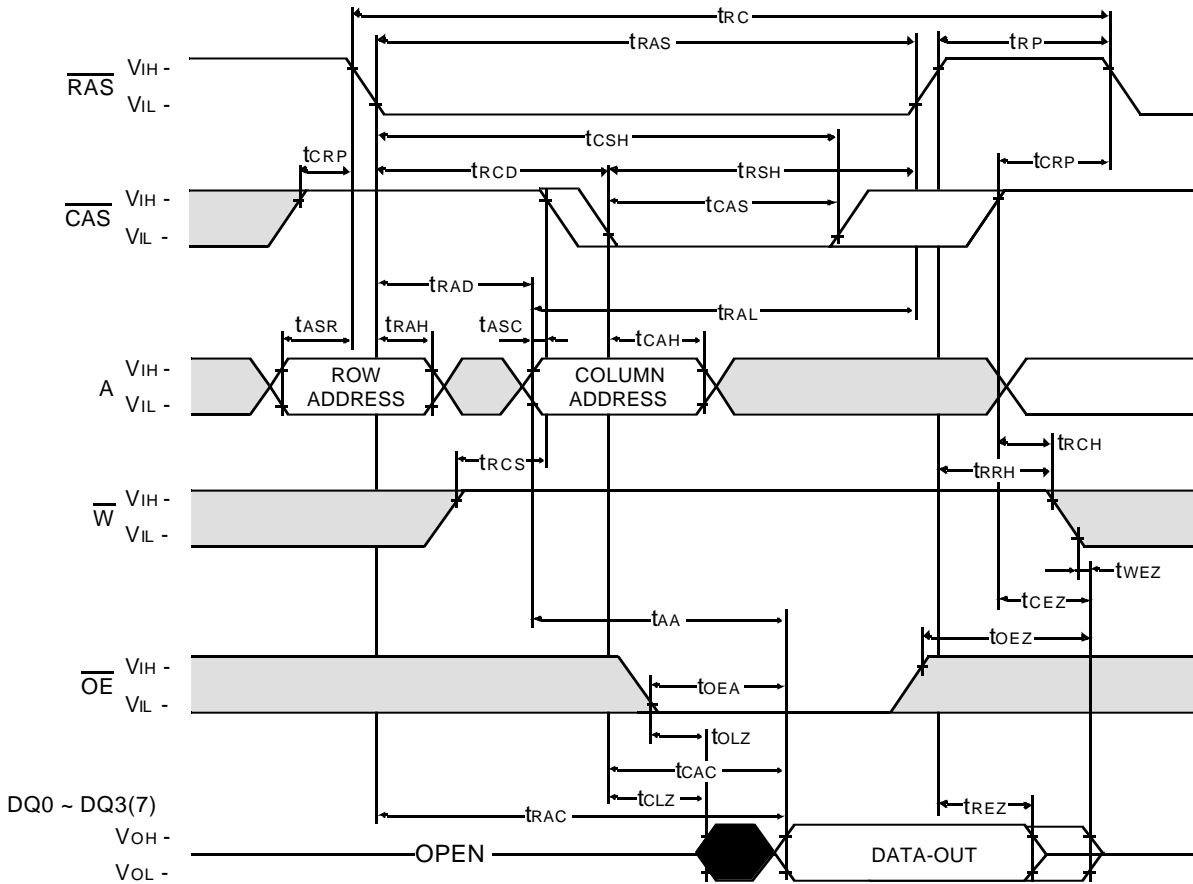 tRC
tRAS tRP
RAS VIH -
VIL -
tCSH
tCRP tRCD tRSH tCRP
CAS VIH -
VIL -
tCAS
tRAD
tRAL
tASR tRAH tASC tCAH
A VIH -
VIL -
ROW
ADDRESS
COLUMN
ADDRESS
tRCH
tRCS tRRH
W VIH -
VIL -
tWEZ
tCEZ
tAA
tOEZ
OE VIH -
VIL -
tOEA
tOLZ
tCAC
DQ0 ~ DQ3(7) tCLZ tREZ
tRAC
VOH -
OPEN DATA-OUT
VOL -